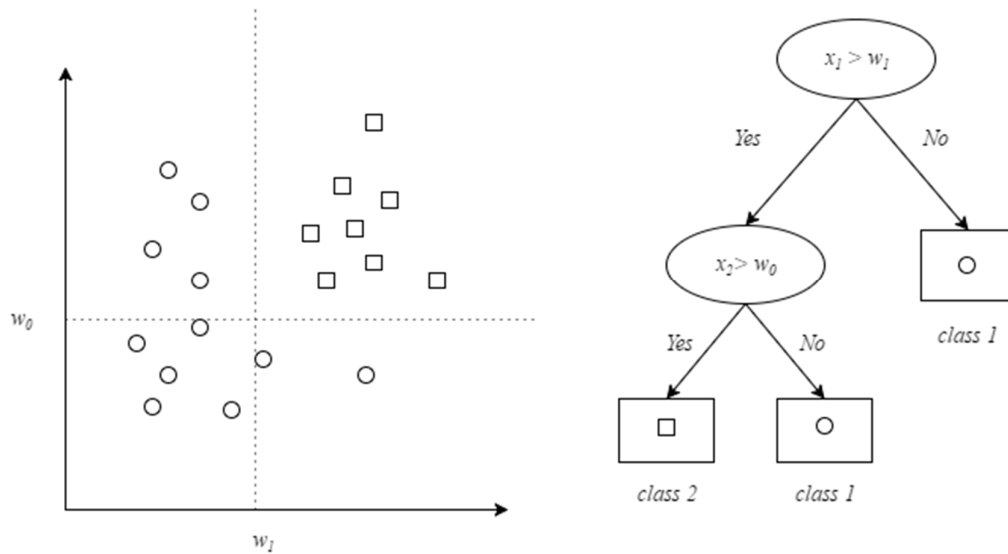 w₀
w₁
x₁ > w₁
Yes
No
x₂> w₀
class 1
Yes
No
class 2
class 1